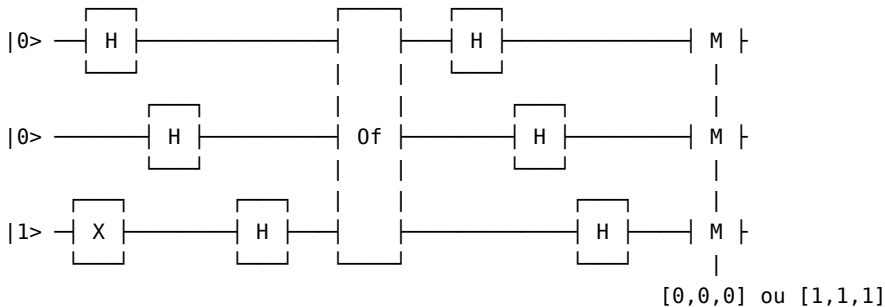 |0> H H M
|0> H Of H M
|1> X H H M
[0,0,0] ou [1,1,1]